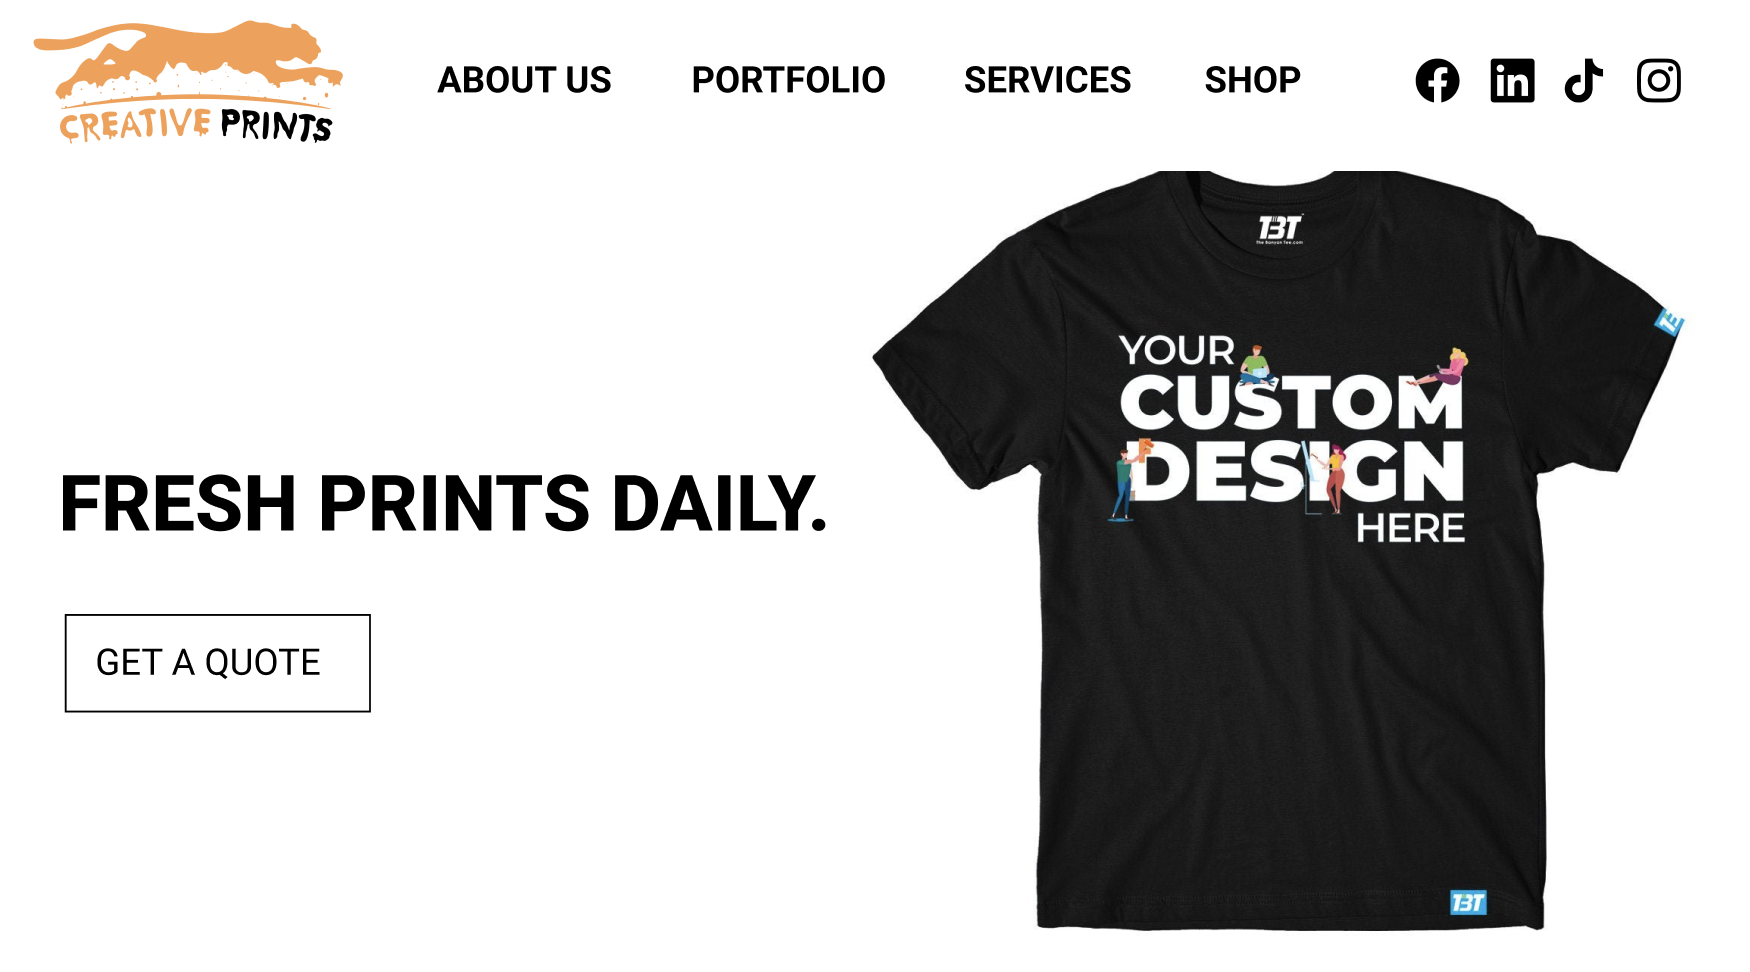 CREATIVE PRINTS
ABOUT US
PORTFOLIO
SERVICES
SHOP
in
TBT
The Banyan Tee.com
YOUR
CUSTOM
DESIGN
HERE
FRESH PRINTS DAILY.
GET A QUOTE
TBT